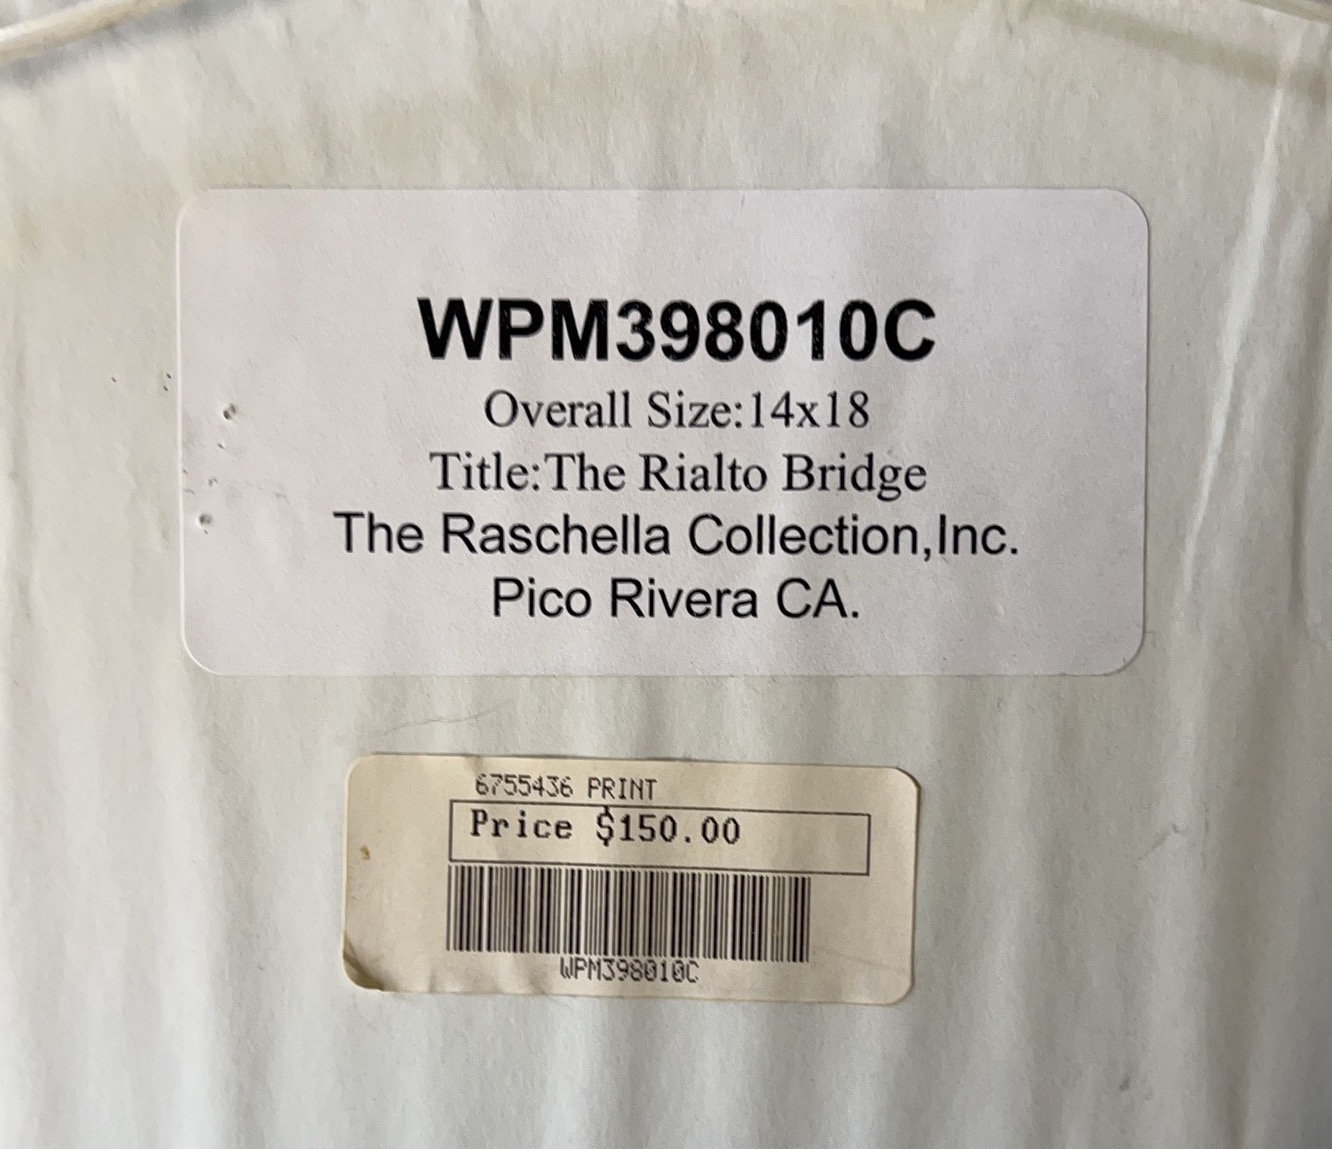 WPM398010C
Overall Size:14x18
Title:The Rialto Bridge
The Raschella Collection,Inc.
Pico Rivera CA.
6755436 PRINT
Price $150.00
WPM398010C